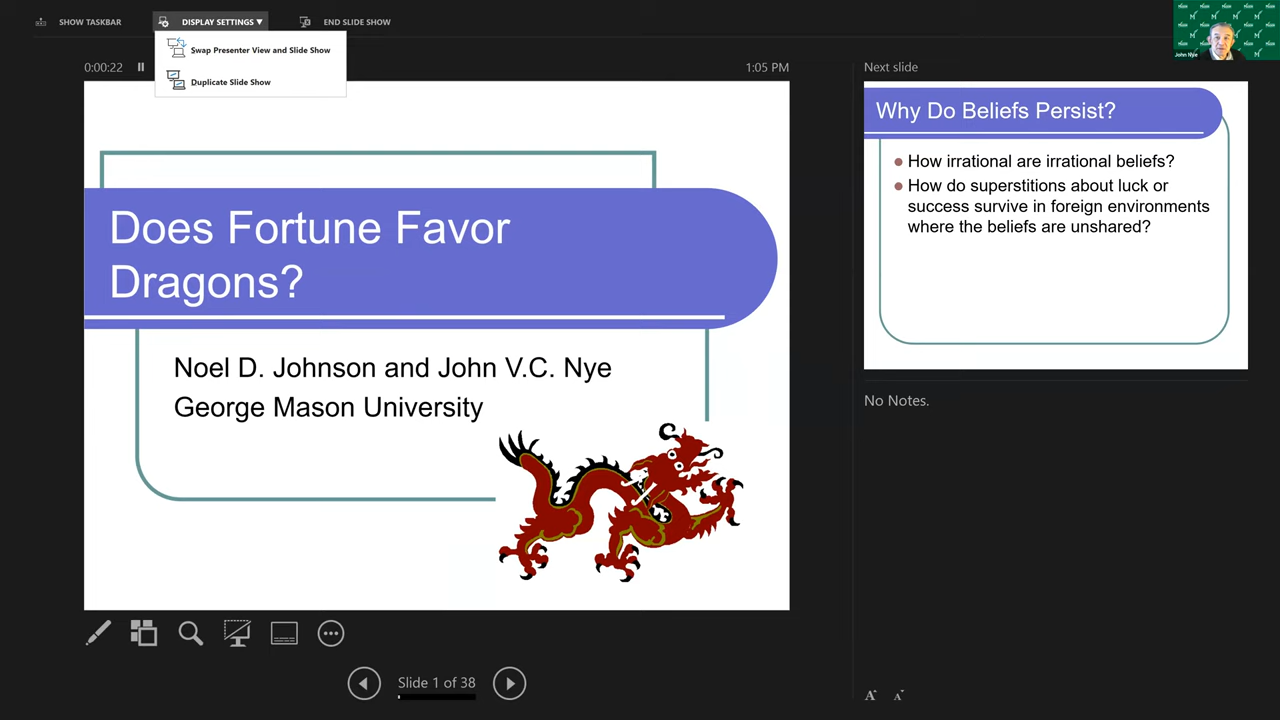 SHOW TASKBAR
DISPLAY SETTINGS ▼
END SLIDE SHOW
Swap Presenter View and Slide Show
Duplicate Slide Show
0:00:22
1:05 PM
Does Fortune Favor
Dragons?
Noel D. Johnson and John V.C. Nye
George Mason University
Slide 1 of 38
Next slide
Why Do Beliefs Persist?
● How irrational are irrational beliefs?
● How do superstitions about luck or
success survive in foreign environments
where the beliefs are unshared?
No Notes.
A
A
John Nye